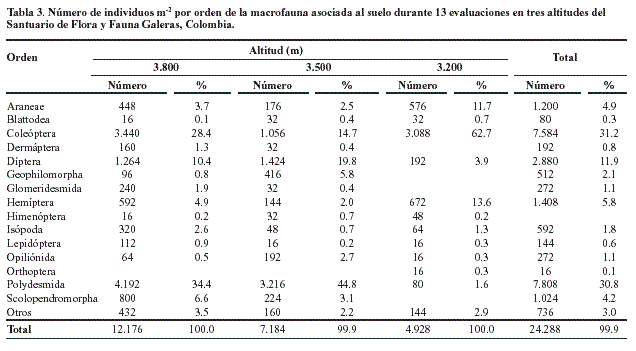 Tabla 3. Número de individuos m-2 por orden de la macrofauna asociada al suelo durante 13 evaluaciones en tres altitudes del
Santuario de Flora y Fauna Galeras, Colombia.
Orden Altitud (m) Total
3.800 3.500 3.200
Número % Número % Número % Número %
Araneae 448 3.7 176 2.5 576 11.7 1.200 4.9
Blattodea 16 0.1 32 0.4 32 0.7 80 0.3
Coleóptera 3.440 28.4 1.056 14.7 3.088 62.7 7.584 31.2
Dermáptera 160 1.3 32 0.4 192 0.8
Díptera 1.264 10.4 1.424 19.8 192 3.9 2.880 11.9
Geophilomorpha 96 0.8 416 5.8 512 2.1
Glomeridesmida 240 1.9 32 0.4 272 1.1
Hemíptera 592 4.9 144 2.0 672 13.6 1.408 5.8
Himenóptera 16 0.2 32 0.7 48 0.2
Isópoda 320 2.6 48 0.7 64 1.3 592 1.8
Lepidóptera 112 0.9 16 0.2 16 0.3 144 0.6
Opiliónida 64 0.5 192 2.7 16 0.3 272 1.1
Orthoptera 16 0.3 16 0.1
Polydesmida 4.192 34.4 3.216 44.8 80 1.6 7.808 30.8
Scolopendromorpha 800 6.6 224 3.1 1.024 4.2
Otros 432 3.5 160 2.2 144 2.9 736 3.0
Total 12.176 100.0 7.184 99.9 4.928 100.0 24.288 99.9